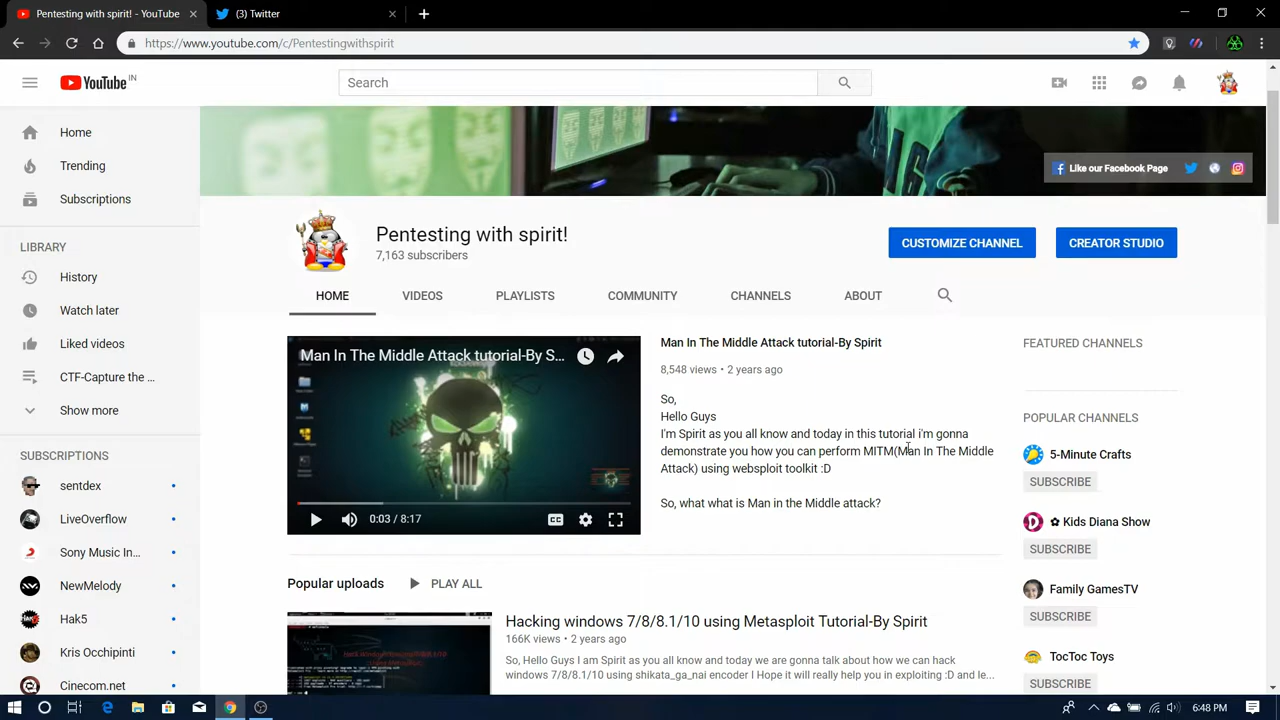 Pentesting with spirit! - YouTube
(3) Twitter
https://www.youtube.com/c/Pentestingwithspirit
YouTube IN
Search
Like our Facebook Page
Home
Trending
Subscriptions
LIBRARY
History
Watch later
Liked videos
CTF-Capture the ...
Show more
SUBSCRIPTIONS
sentdex
LiveOverflow
Sony Music In...
NewMelody
Hak5
Kris Occhipinti
Pentesting with spirit!
7,163 subscribers
CUSTOMIZE CHANNEL
CREATOR STUDIO
HOME
VIDEOS
PLAYLISTS
COMMUNITY
CHANNELS
ABOUT
Man In The Middle Attack tutorial-By S...
0:03 / 8:17
Man In The Middle Attack tutorial-By Spirit
8,548 views • 2 years ago
So,
Hello Guys
I'm Spirit as you all know and today in this tutorial i'm gonna
demonstrate you how you can perform MITM(Man In The Middle
Attack) using websploit toolkit :D
So, what what is Man in the Middle attack?
Popular uploads
PLAY ALL
Hacking windows 7/8/8.1/10 using Metasploit Tutorial-By Spirit
166K views • 2 years ago
So, Hello Guys I am Spirit as you all know and today we are gonna talk about how we can hack
windows 7/8/8.1/10 using shikata_ga_nai encoder. Hope it will really help you in exploiting :D and le...
FEATURED CHANNELS
POPULAR CHANNELS
5-Minute Crafts
SUBSCRIBE
✿ Kids Diana Show
SUBSCRIBE
Family GamesTV
SUBSCRIBE
TocToc Toys
SUBSCRIBE
6:48 PM